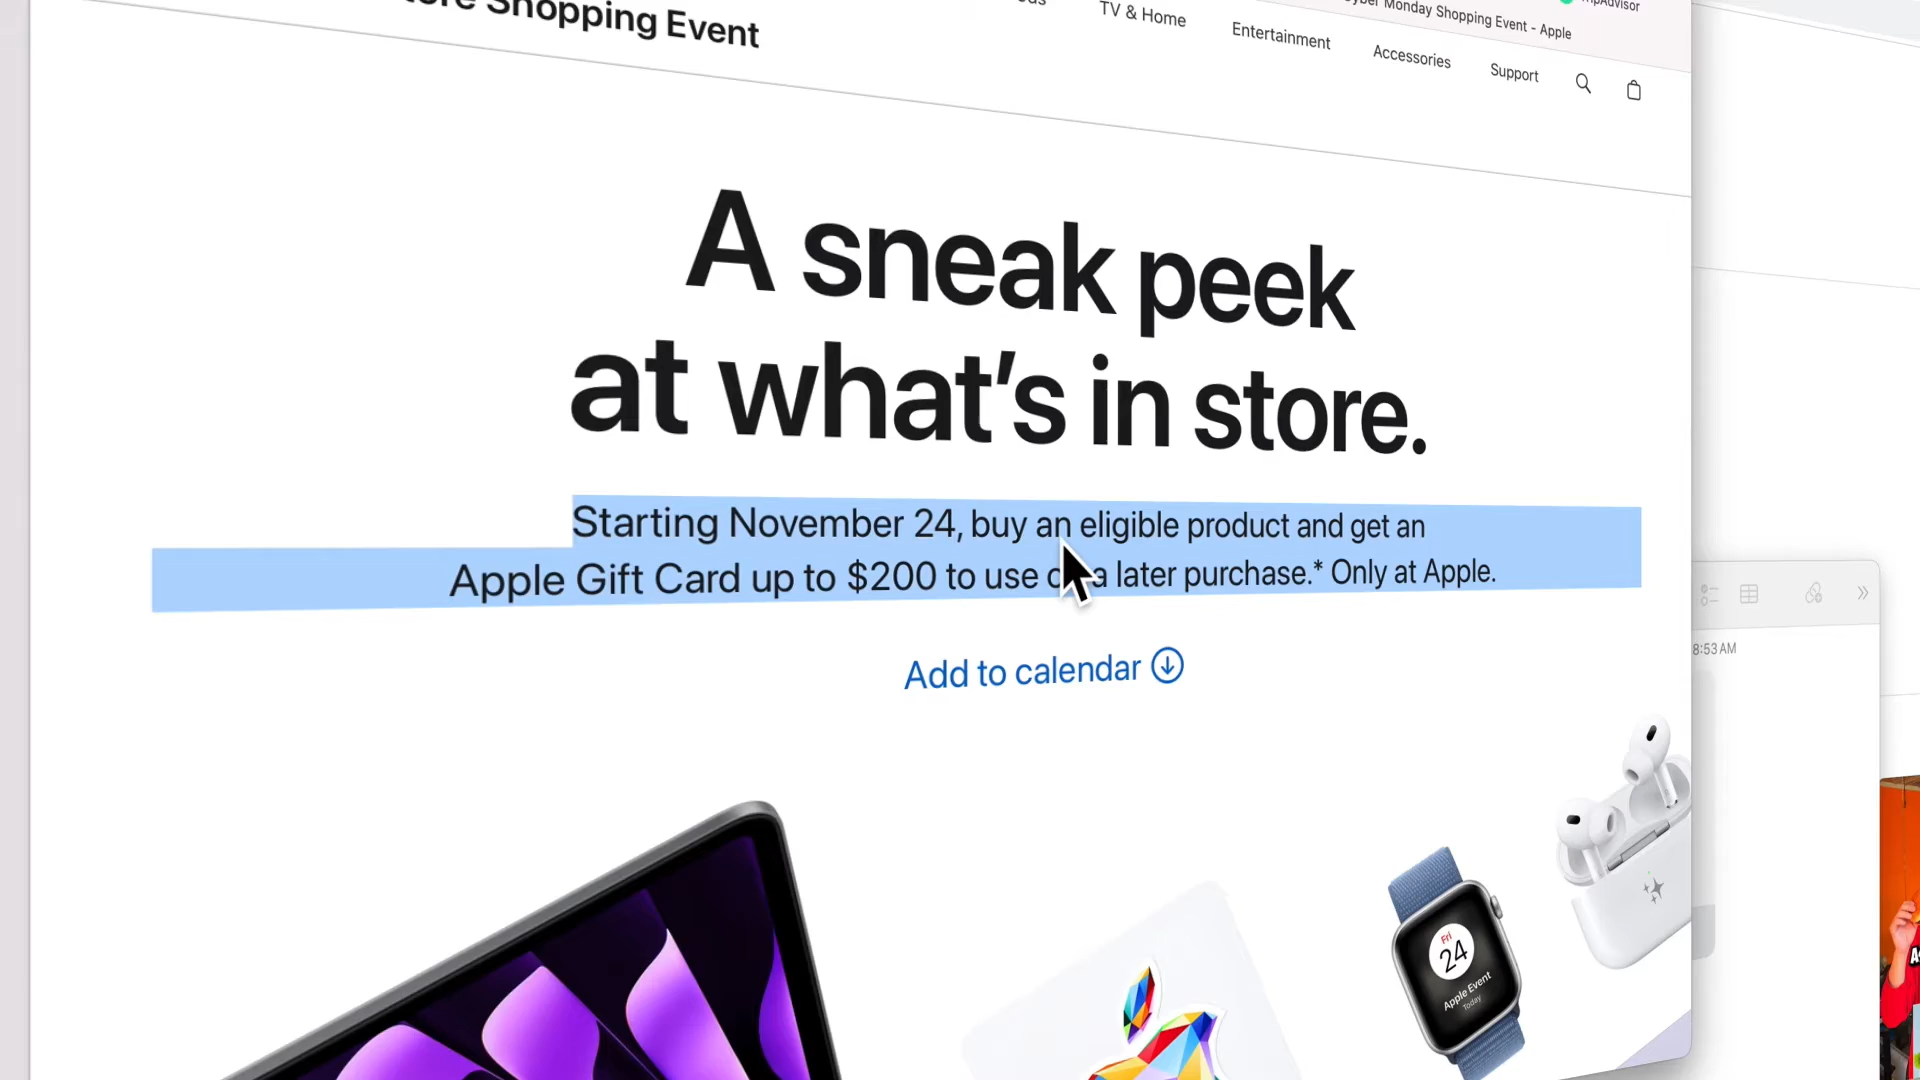 Shopping Event
TV & Home
Entertainment
Accessories
Support
Monday Shopping Event - Apple
A sneak peek
at what's in store.
Starting November 24, buy an eligible product and get an
Apple Gift Card up to $200 to use a later purchase.* Only at Apple.
Add to calendar
8:53 AM
Fri
24
Apple Event
Today